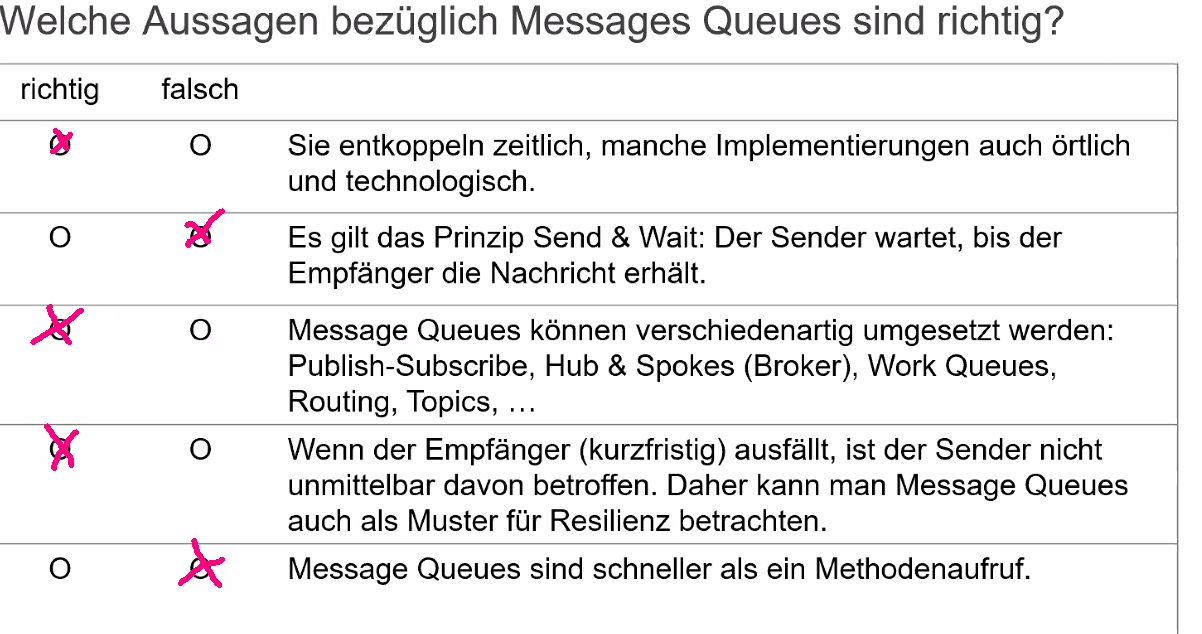 Welche Aussagen bezüglich Messages Queues sind richtig?
richtig falsch
O Sie entkoppeln zeitlich, manche Implementierungen auch örtlich
und technologisch.
O Es gilt das Prinzip Send & Wait: Der Sender wartet, bis der
Empfänger die Nachricht erhält.
O Message Queues können verschiedenartig umgesetzt werden:
Publish-Subscribe, Hub & Spokes (Broker), Work Queues,
Routing, Topics, …
O Wenn der Empfänger (kurzfristig) ausfällt, ist der Sender nicht
unmittelbar davon betroffen. Daher kann man Message Queues
auch als Muster für Resilienz betrachten.
O Message Queues sind schneller als ein Methodenaufruf.